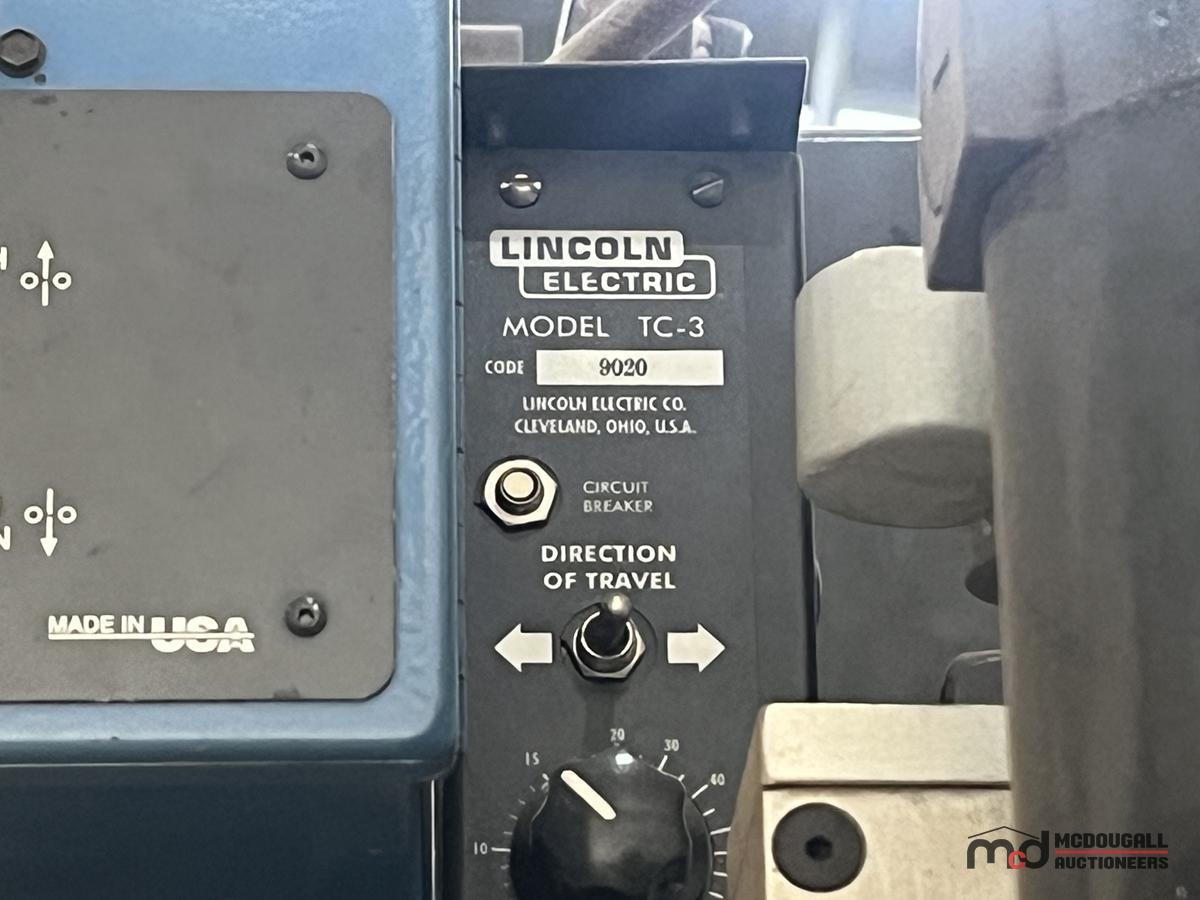 LINCOLN
ELECTRIC
MODEL TC-3
CODE 9020
LINCOLN ELECTRIC CO.
CLEVELAND, OHIO, U.S.A.
CIRCUIT
BREAKER
DIRECTION
OF TRAVEL
MADE IN USA
20
15
30
40
10
mcd MCDOUGALL
AUCTIONEERS